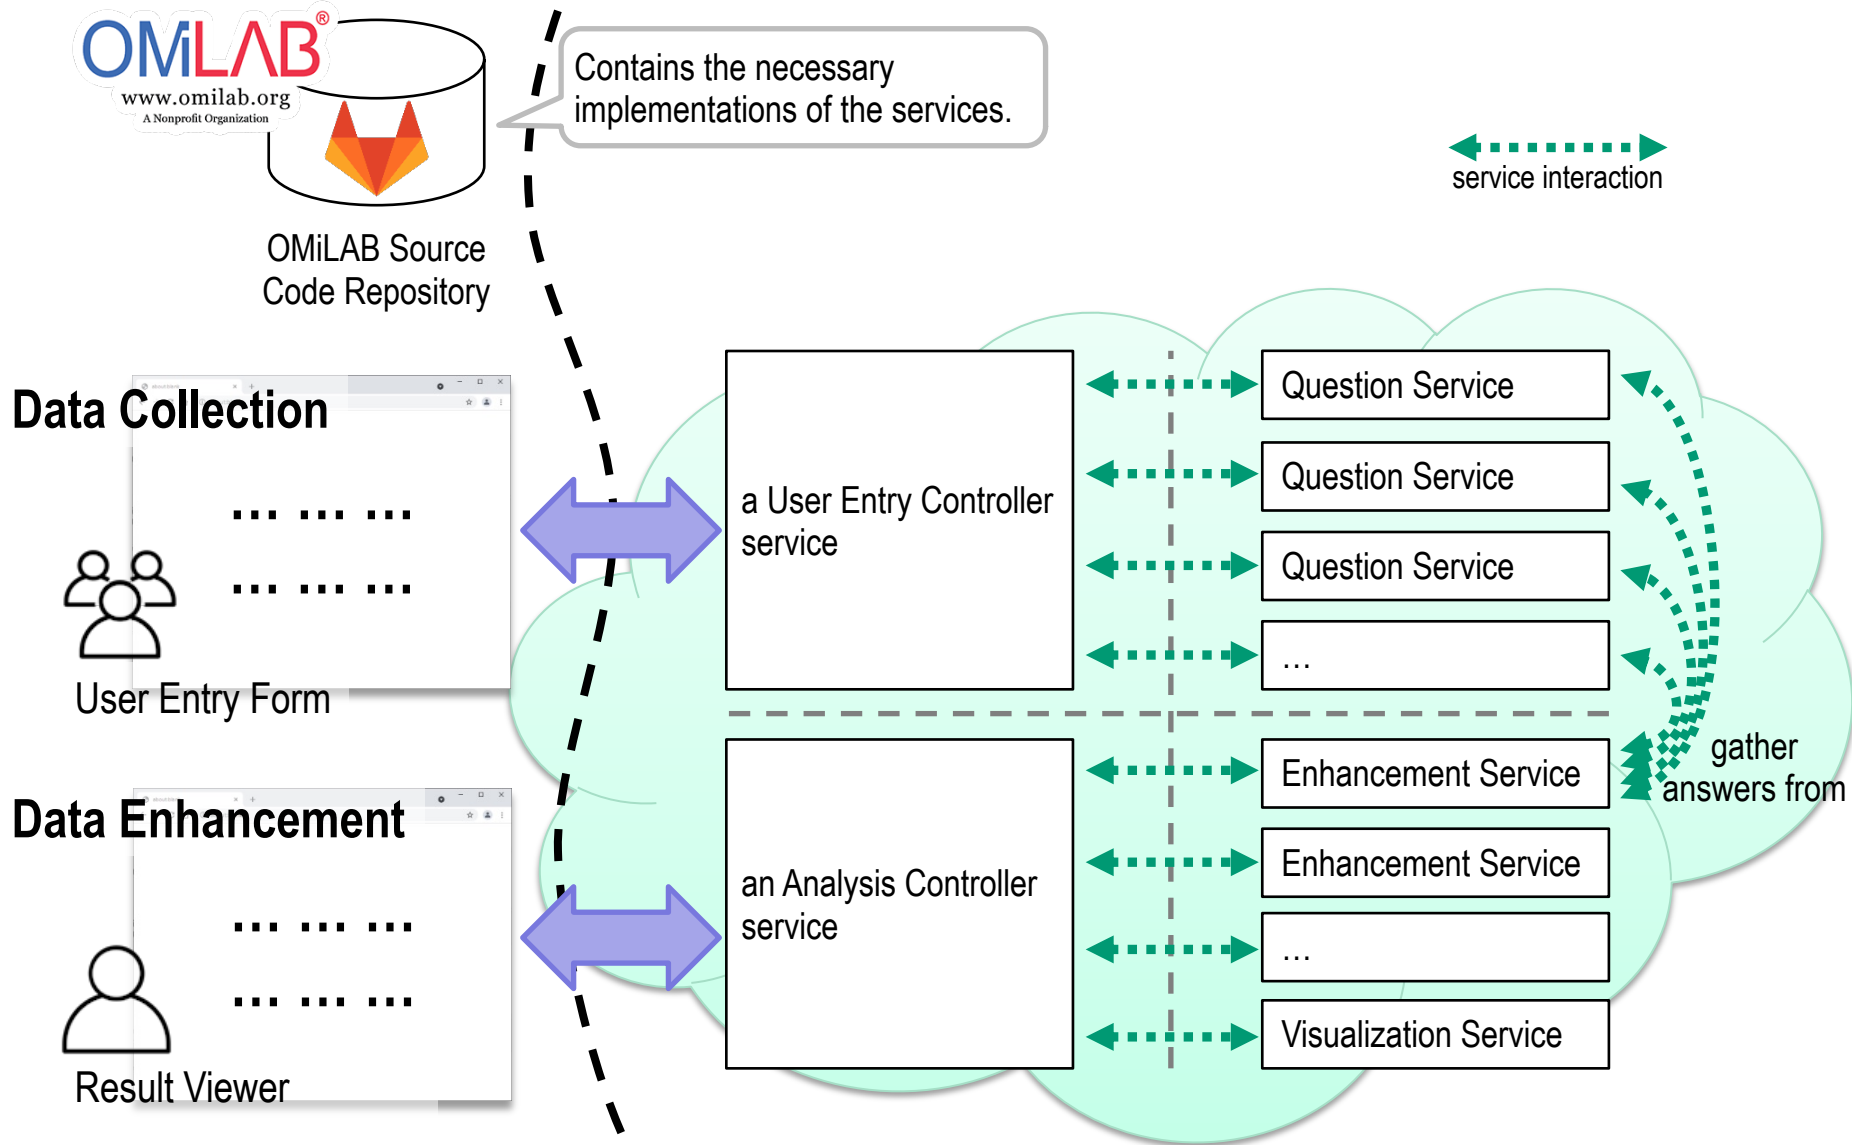 OMiLAB®
www.omilab.org
A Nonprofit Organization
Contains the necessary
implementations of the services.
service interaction
OMiLAB Source
Code Repository
Data Collection
about:blank
... ... ...
... ... ...
User Entry Form
a User Entry Controller
service
Question Service
Question Service
Question Service
...
gather
answers from
Data Enhancement
... ... ...
... ... ...
Result Viewer
an Analysis Controller
service
Enhancement Service
Enhancement Service
...
Visualization Service